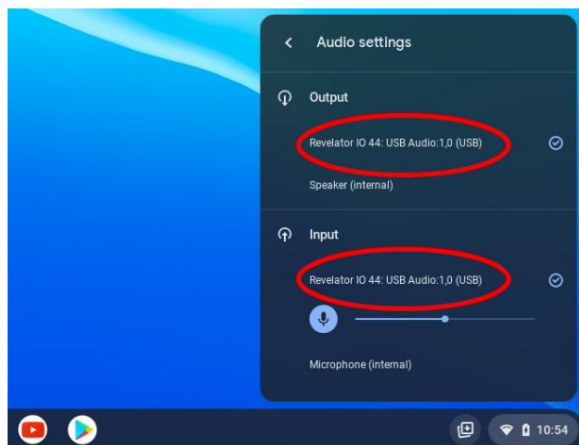 Audio settings
Output
Revelator IO 44: USB Audio:1,0 (USB)
Speaker (internal)
Input
Revelator IO 44: USB Audio:1,0 (USB)
Microphone (internal)
10:54